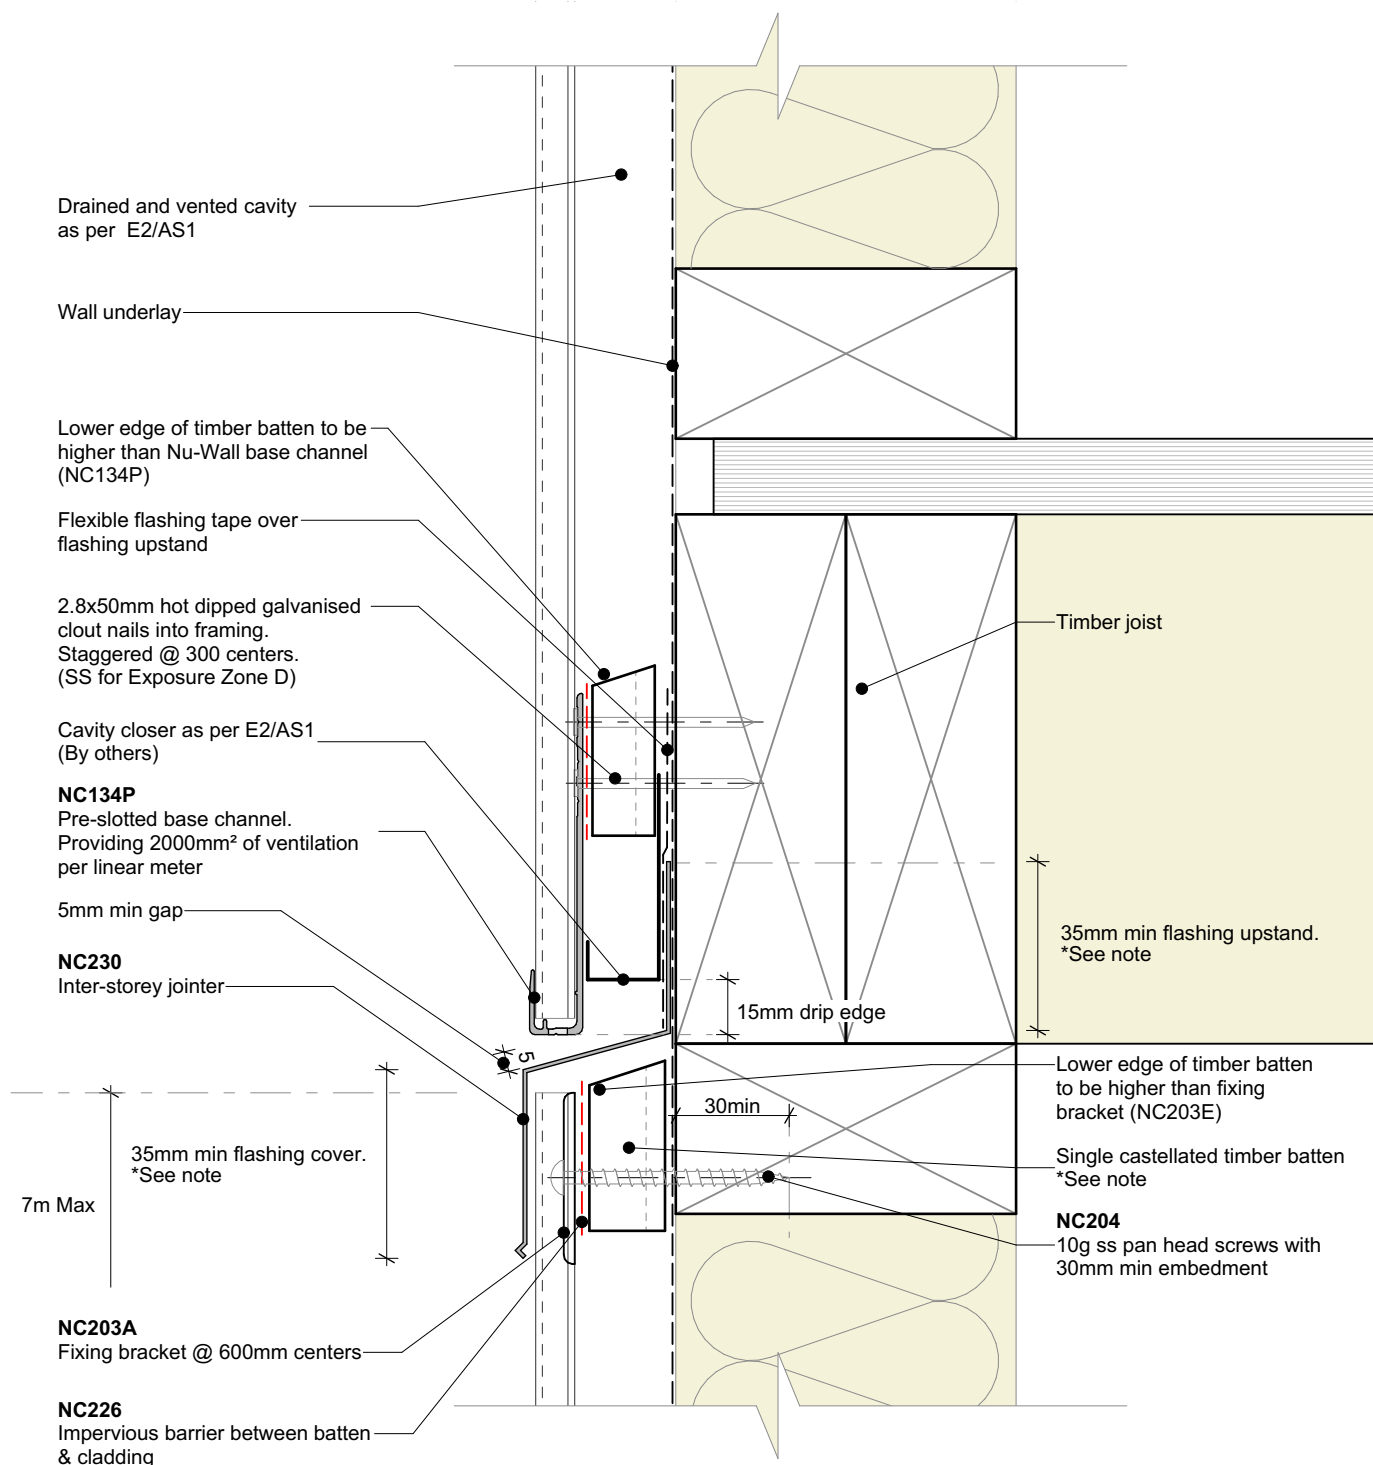 Drained and vented cavity
as per  E2/AS1
Wall underlay
Lower edge of timber batten to be
higher than Nu-Wall base channel
(NC134P)
Flexible flashing tape over
flashing upstand
2.8x50mm hot dipped galvanised
clout nails into framing.
Staggered @ 300 centers.
(SS for Exposure Zone D)
Cavity closer as per E2/AS1
(By others)
NC134P
Pre-slotted base channel.
Providing 2000mm² of ventilation
per linear meter
5mm min gap
NC230
Inter-storey jointer
5
35mm min flashing cover.
*See note
7m Max
NC203A
Fixing bracket @ 600mm centers
NC226
Impervious barrier between batten
& cladding
Timber joist
35mm min flashing upstand.
*See note
15mm drip edge
30min
Lower edge of timber batten
to be higher than fixing
bracket (NC203E)
Single castellated timber batten
*See note
NC204
10g ss pan head screws with
30mm min embedment